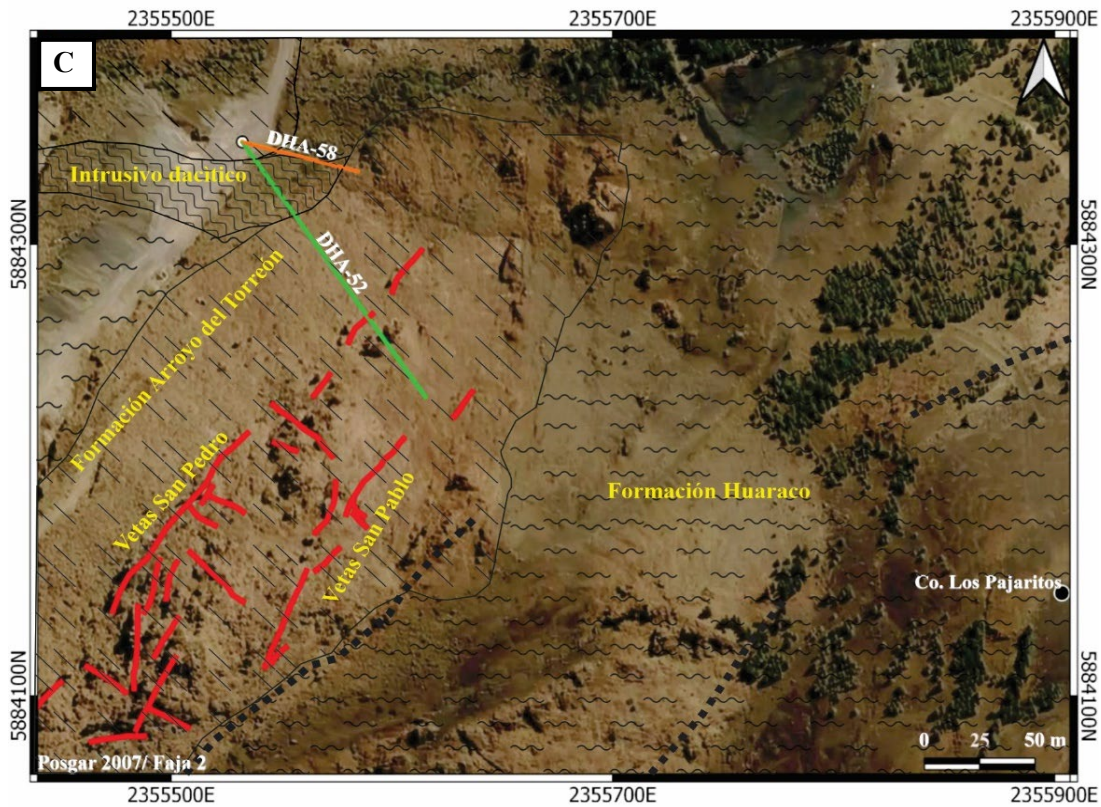 2355500E
2355700E
2355900E
C
DHA-58
Intrusivo dacítico
5884300N
5884300N
DHA-52
Formación Arroyo del Torreón
Vetas San Pedro
Vetas San Pablo
Formación Huaraco
Co. Los Pajaritos
5884100N
5884100N
0 25 50 m
Posgar 2007/ Faja 2
2355500E
2355700E
2355900E